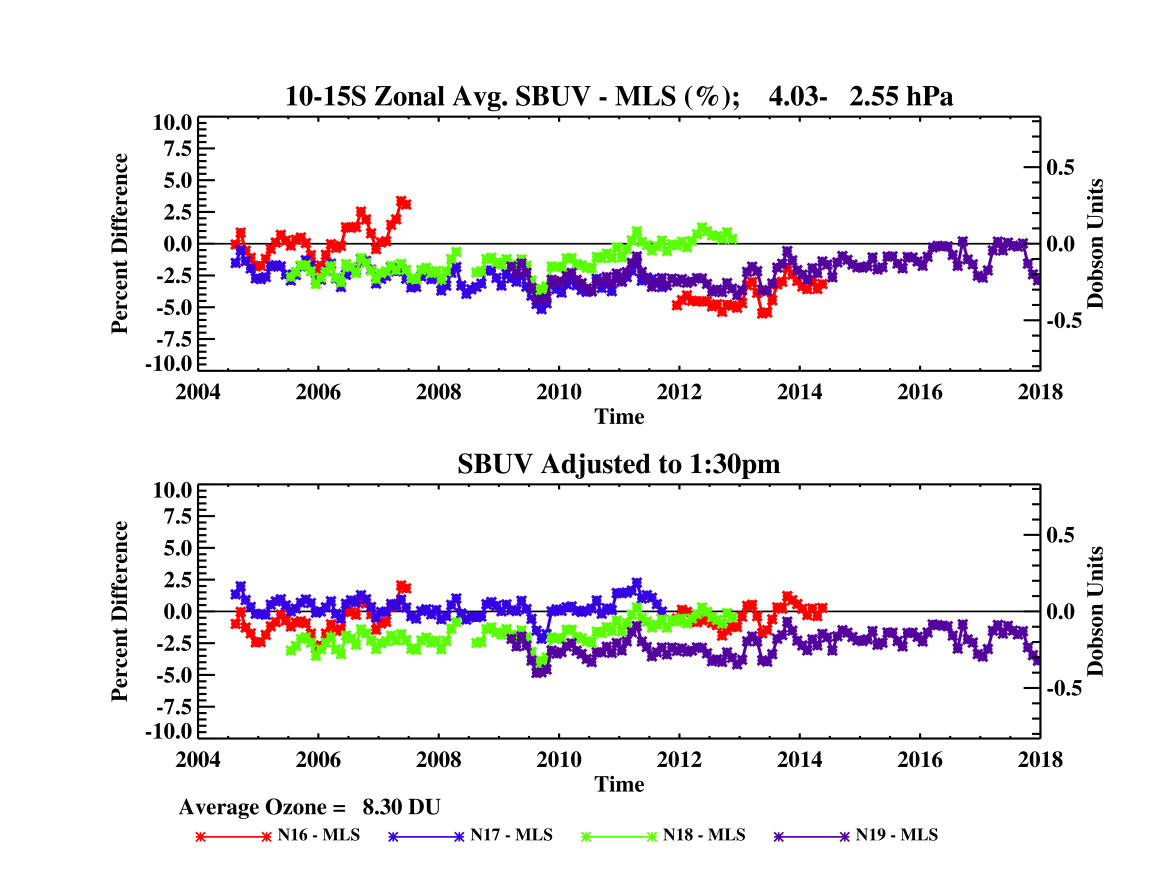 10-15S Zonal Avg. SBUV - MLS (%); 4.03- 2.55 hPa
Percent Difference
10.0
7.5
5.0
2.5
0.0
-2.5
-5.0
-7.5
-10.0
0.5
0.0
-0.5
Dobson Units
2004 2006 2008 2010 2012 2014 2016 2018
Time
SBUV Adjusted to 1:30pm
Percent Difference
10.0
7.5
5.0
2.5
0.0
-2.5
-5.0
-7.5
-10.0
0.5
0.0
-0.5
Dobson Units
2004 2006 2008 2010 2012 2014 2016 2018
Time
Average Ozone = 8.30 DU
N16 - MLS N17 - MLS N18 - MLS N19 - MLS